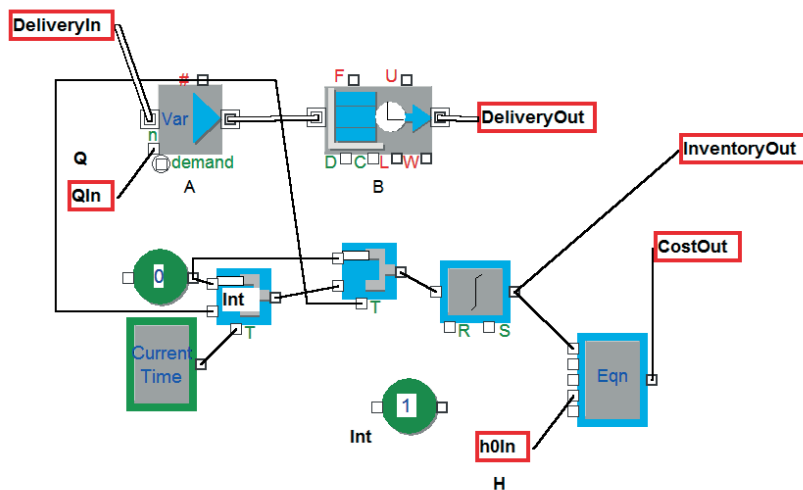 DeliveryIn
#
F U
Var
DeliveryOut
n
demand
D C L W
Q
A
B
InventoryOut
QIn
CostOut
0
Int
T
T
R S
Current
Time
Eqn
1
Int
h0In
H